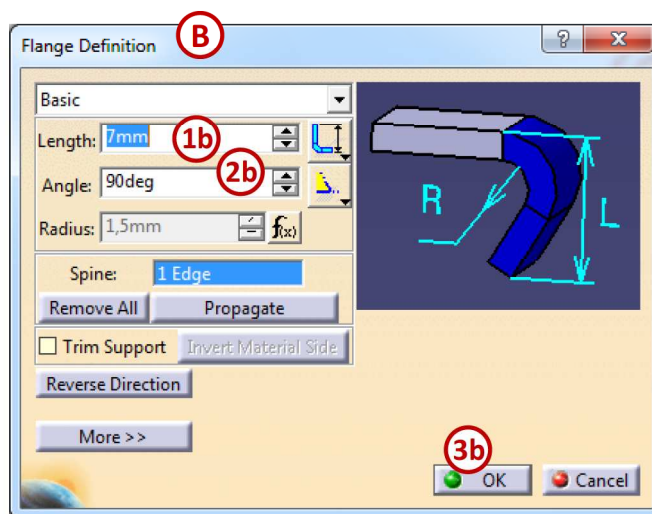 Flange Definition B
Basic
Length: 7mm 1b
Angle: 90deg 2b
Radius: 1,5mm f(x)
R
L
Spine: 1 Edge
Remove All Propagate
Trim Support Invert Material Side
Reverse Direction
More >>
3b
OK Cancel